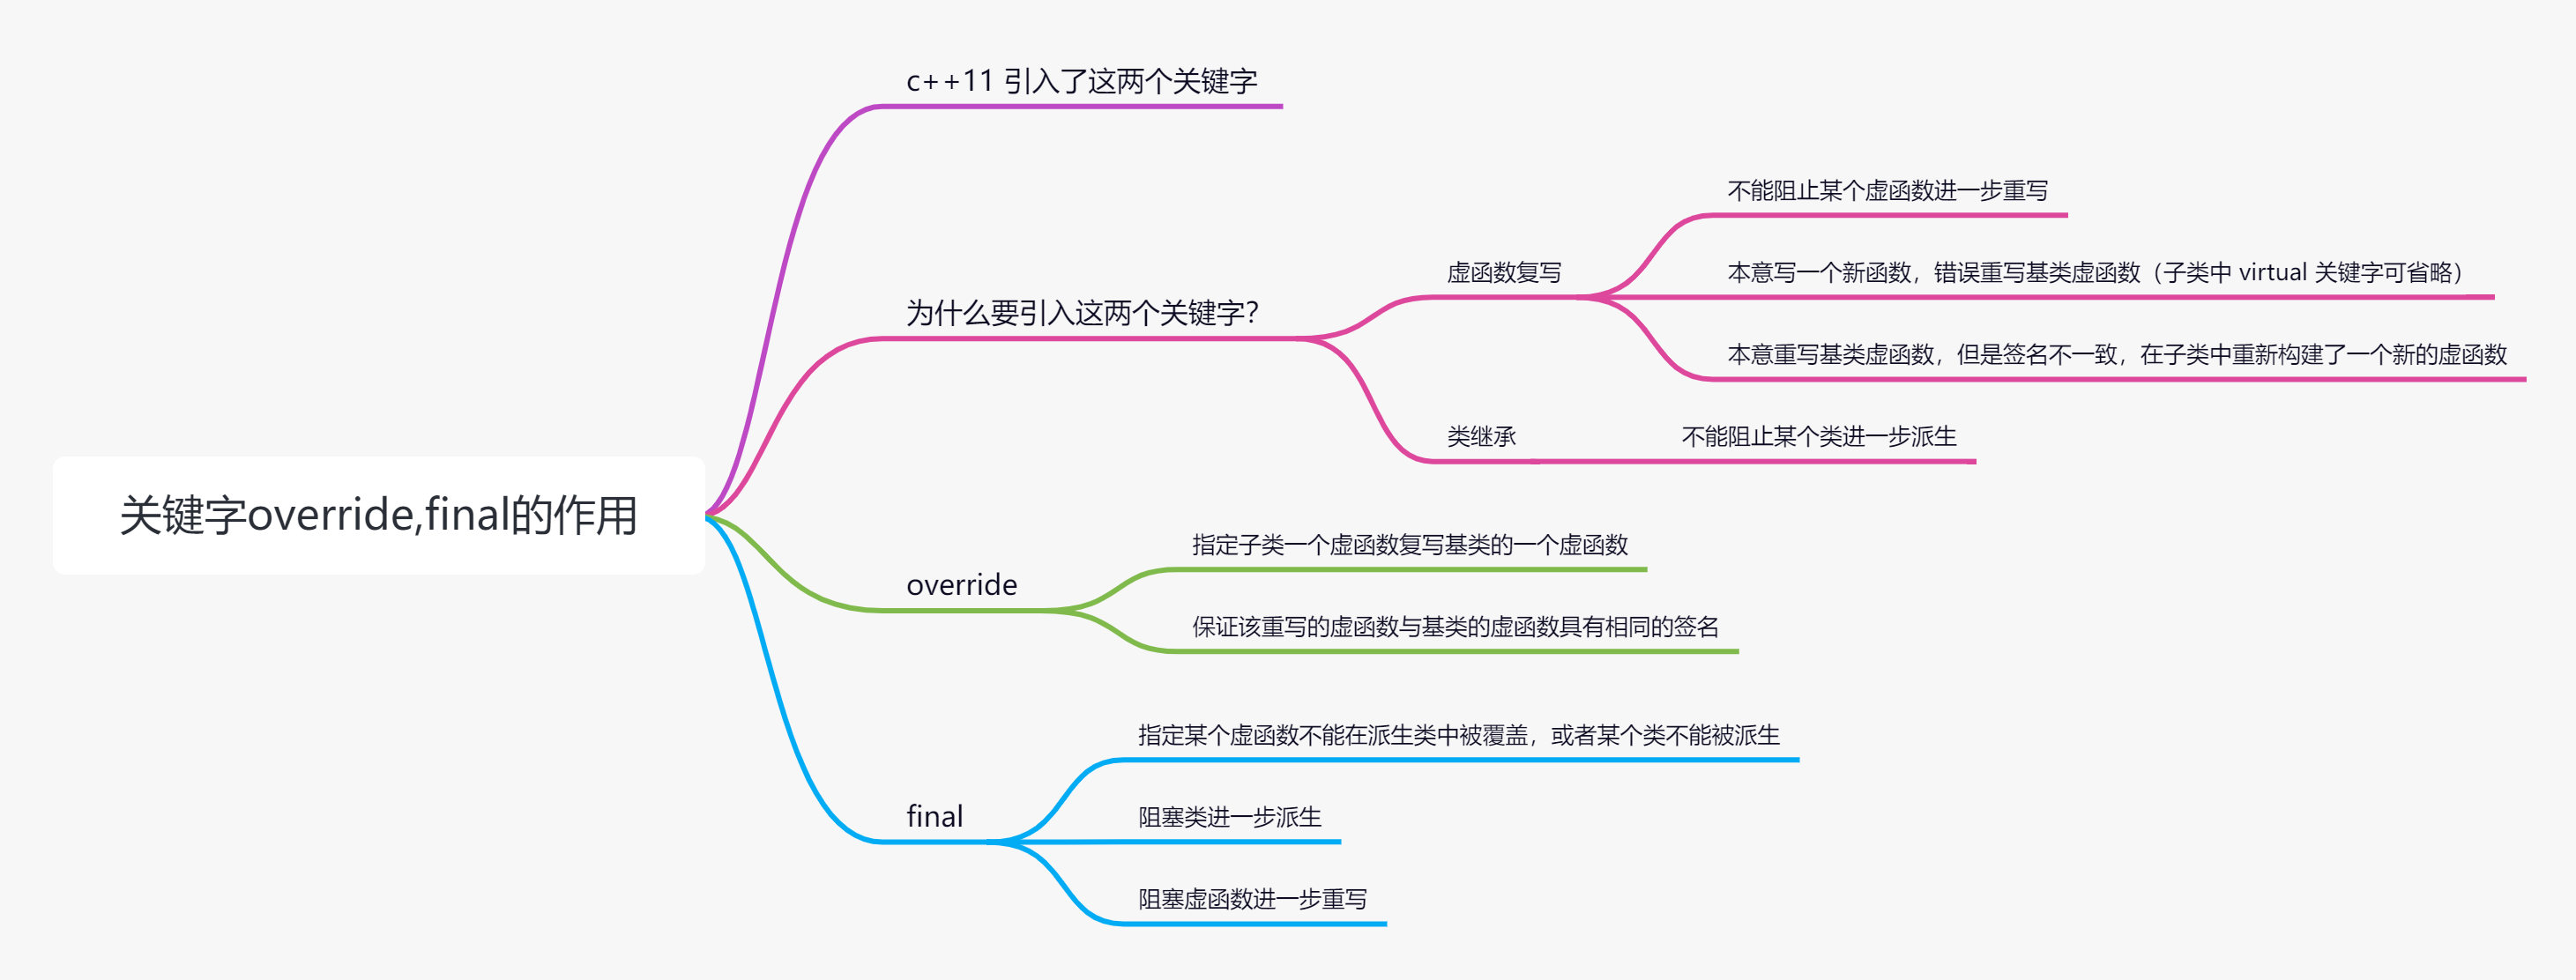 关键字override,final的作用
c++11 引入了这两个关键字
为什么要引入这两个关键字？
虚函数复写
不能阻止某个虚函数进一步重写
本意写一个新函数，错误重写基类虚函数（子类中 virtual 关键字可省略）
本意重写基类虚函数，但是签名不一致，在子类中重新构建了一个新的虚函数
类继承
不能阻止某个类进一步派生
override
指定子类一个虚函数复写基类的一个虚函数
保证该重写的虚函数与基类的虚函数具有相同的签名
final
指定某个虚函数不能在派生类中被覆盖，或者某个类不能被派生
阻塞类进一步派生
阻塞虚函数进一步重写